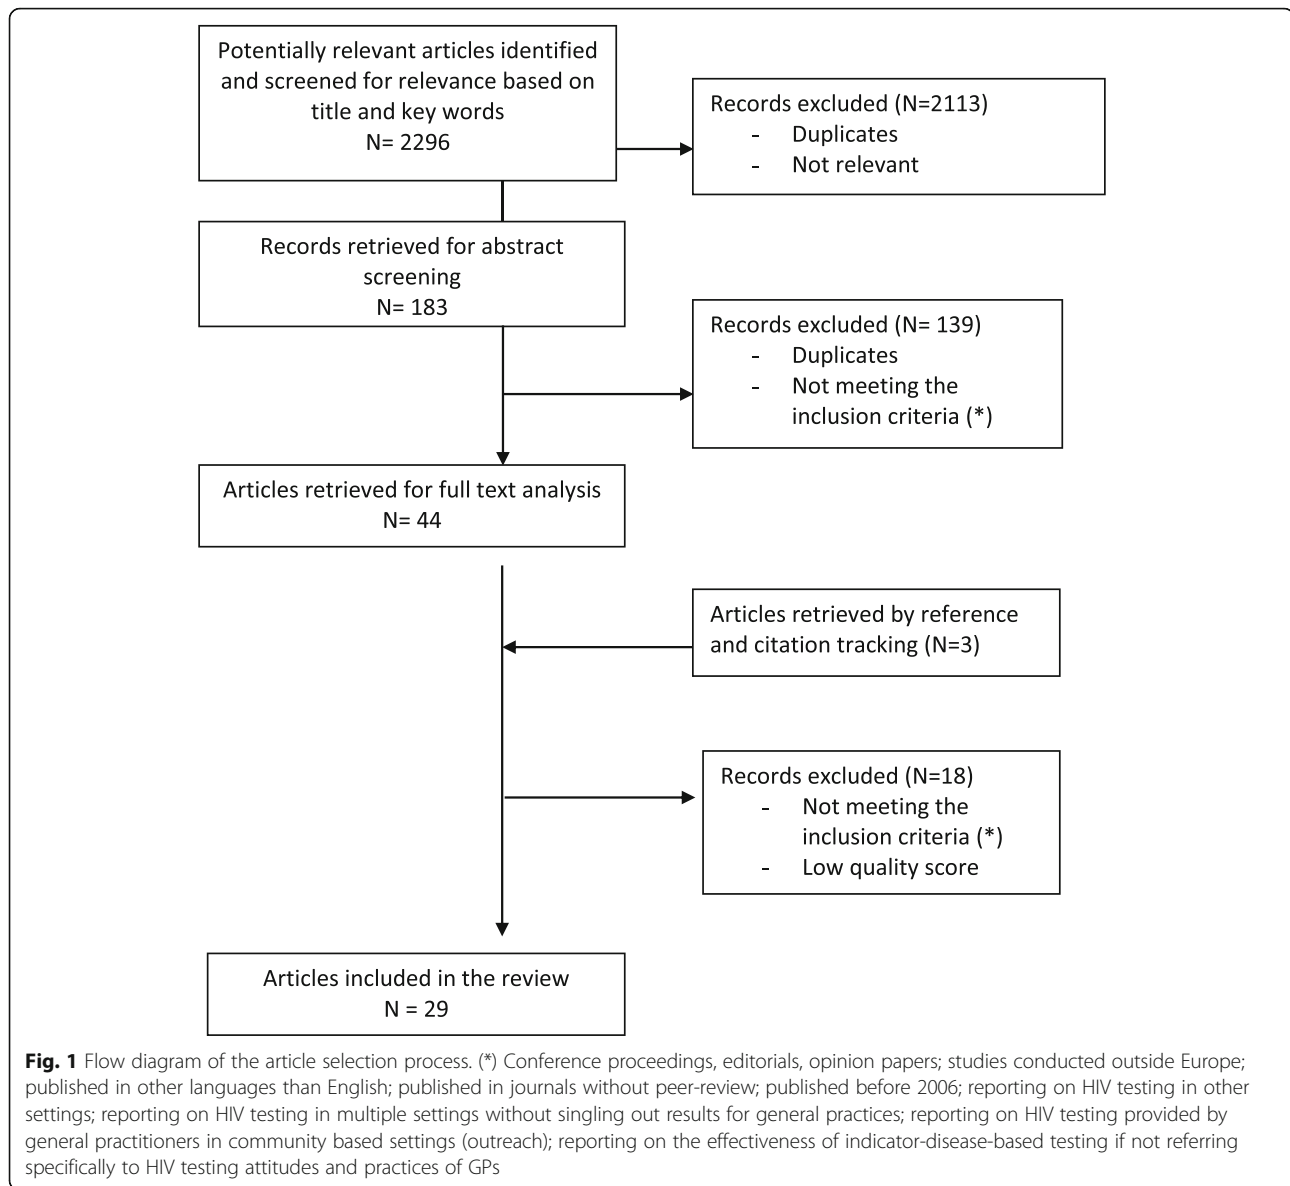 Potentially relevant articles identified
and screened for relevance based on
title and key words
N= 2296
Records excluded (N=2113)
- Duplicates
- Not relevant
Records retrieved for abstract
screening
N= 183
Records excluded (N= 139)
- Duplicates
- Not meeting the
inclusion criteria (*)
Articles retrieved for full text analysis
N= 44
Articles retrieved by reference
and citation tracking (N=3)
Records excluded (N=18)
- Not meeting the
inclusion criteria (*)
- Low quality score
Articles included in the review
N = 29
Fig. 1 Flow diagram of the article selection process. (*) Conference proceedings, editorials, opinion papers; studies conducted outside Europe;
published in other languages than English; published in journals without peer-review; published before 2006; reporting on HIV testing in other
settings; reporting on HIV testing in multiple settings without singling out results for general practices; reporting on HIV testing provided by
general practitioners in community based settings (outreach); reporting on the effectiveness of indicator-disease-based testing if not referring
specifically to HIV testing attitudes and practices of GPs